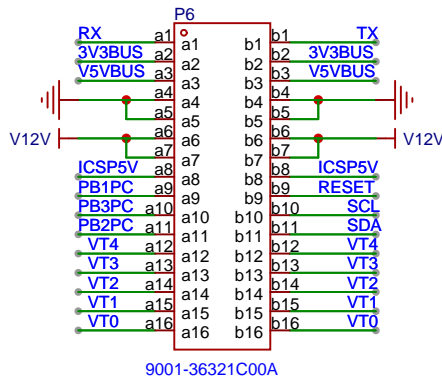 P6
RX a1 a1 b1 b1 TX
3V3BUS a2 a2 b2 b2 3V3BUS
V5VBUS a3 a3 b3 b3 V5VBUS
a4 a4 b4 b4
a5 a5 b5 b5
V12V a6 a6 b6 b6 V12V
a7 a7 b7 b7
ICSP5V a8 a8 b8 b8 ICSP5V
PB1PC a9 a9 b9 b9 RESET
PB3PC a10 a10 b10 b10 SCL
PB2PC a11 a11 b11 b11 SDA
VT4 a12 a12 b12 b12 VT4
VT3 a13 a13 b13 b13 VT3
VT2 a14 a14 b14 b14 VT2
VT1 a15 a15 b15 b15 VT1
VT0 a16 a16 b16 b16 VT0
9001-36321C00A